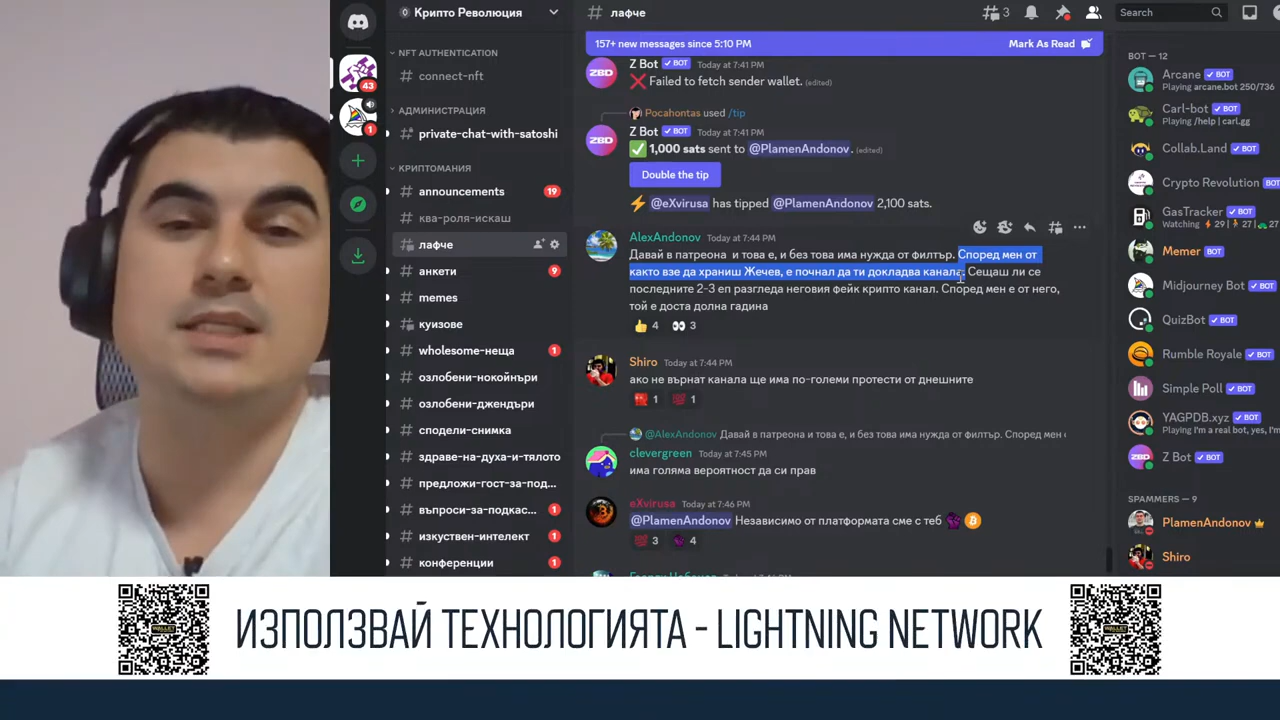 Крипто Революция
NFT AUTHENTICATION
connect-nft
АДМИНИСТРАЦИЯ
private-chat-with-satoshi
КРИПТОМАНИЯ
announcements 19
ква-роля-искаш
лафче
анкети 9
memes
куизове
wholesome-неща 1
озлобени-нокойнъри
озлобени-джендъри
сподели-снимка
здраве-на-духа-и-тялото
предложи-гост-за-под...
въпроси-за-подкас... 1
изкуствен-интелект 1
конференции 1
43
1
# лафче
3
Search
157+ new messages since 5:10 PM Mark As Read
Z Bot BOT Today at 7:41 PM
Failed to fetch sender wallet. (edited)
Pocahontas used /tip
ZBD
Z Bot BOT Today at 7:41 PM
1,000 sats sent to @PlamenAndonov. (edited)
Double the tip
@eXvirusa has tipped @PlamenAndonov 2,100 sats.
AlexAndonov Today at 7:44 PM
Давай в патреона и това е, и без това има нужда от филтър. Според мен от
както взе да храниш Жечев, е почнал да ти докладва канала. Сещаш ли се
последните 2-3 еп разгледа неговия фейк крипто канал. Според мен е от него,
той е доста долна гадина
4 3
Shiro Today at 7:44 PM
ако не върнат канала ще има по-големи протести от днешните
1 1
@AlexAndonov Давай в патреона и това е, и без това има нужда от филтър. Според мен о
clevergreen Today at 7:45 PM
има голяма вероятност да си прав
eXvirusa Today at 7:46 PM
@PlamenAndonov Независимо от платформата сме с теб
3 4
BOT — 12
Arcane BOT
Playing arcane.bot 250/736
Carl-bot BOT
Playing /help | carl.gg
Collab.Land BOT
Crypto Revolution BOT
GasTracker BOT
Watching 29 | 27 |
Memer BOT
Midjourney Bot BOT
QuizBot BOT
Rumble Royale BOT
Simple Poll BOT
YAGPDB.xyz BOT
Playing I'm a real bot, yes, I'm
ZBD
Z Bot BOT
SPAMMERS — 9
PlamenAndonov
Shiro
WALLET
ИЗПОЛЗВАЙ ТЕХНОЛОГИЯТА - LIGHTNING NETWORK
WALLET